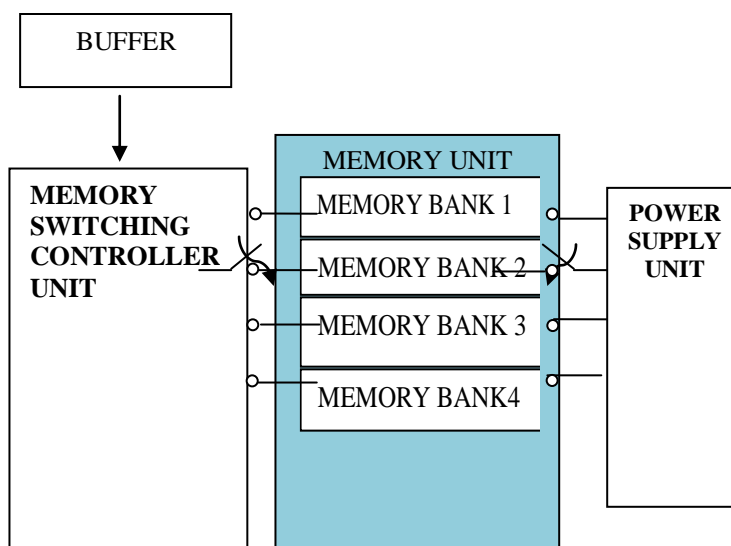 BUFFER
MEMORY UNIT
MEMORY
SWITCHING
CONTROLLER
UNIT
MEMORY BANK 1
MEMORY BANK 2
MEMORY BANK 3
MEMORY BANK4
POWER
SUPPLY
UNIT